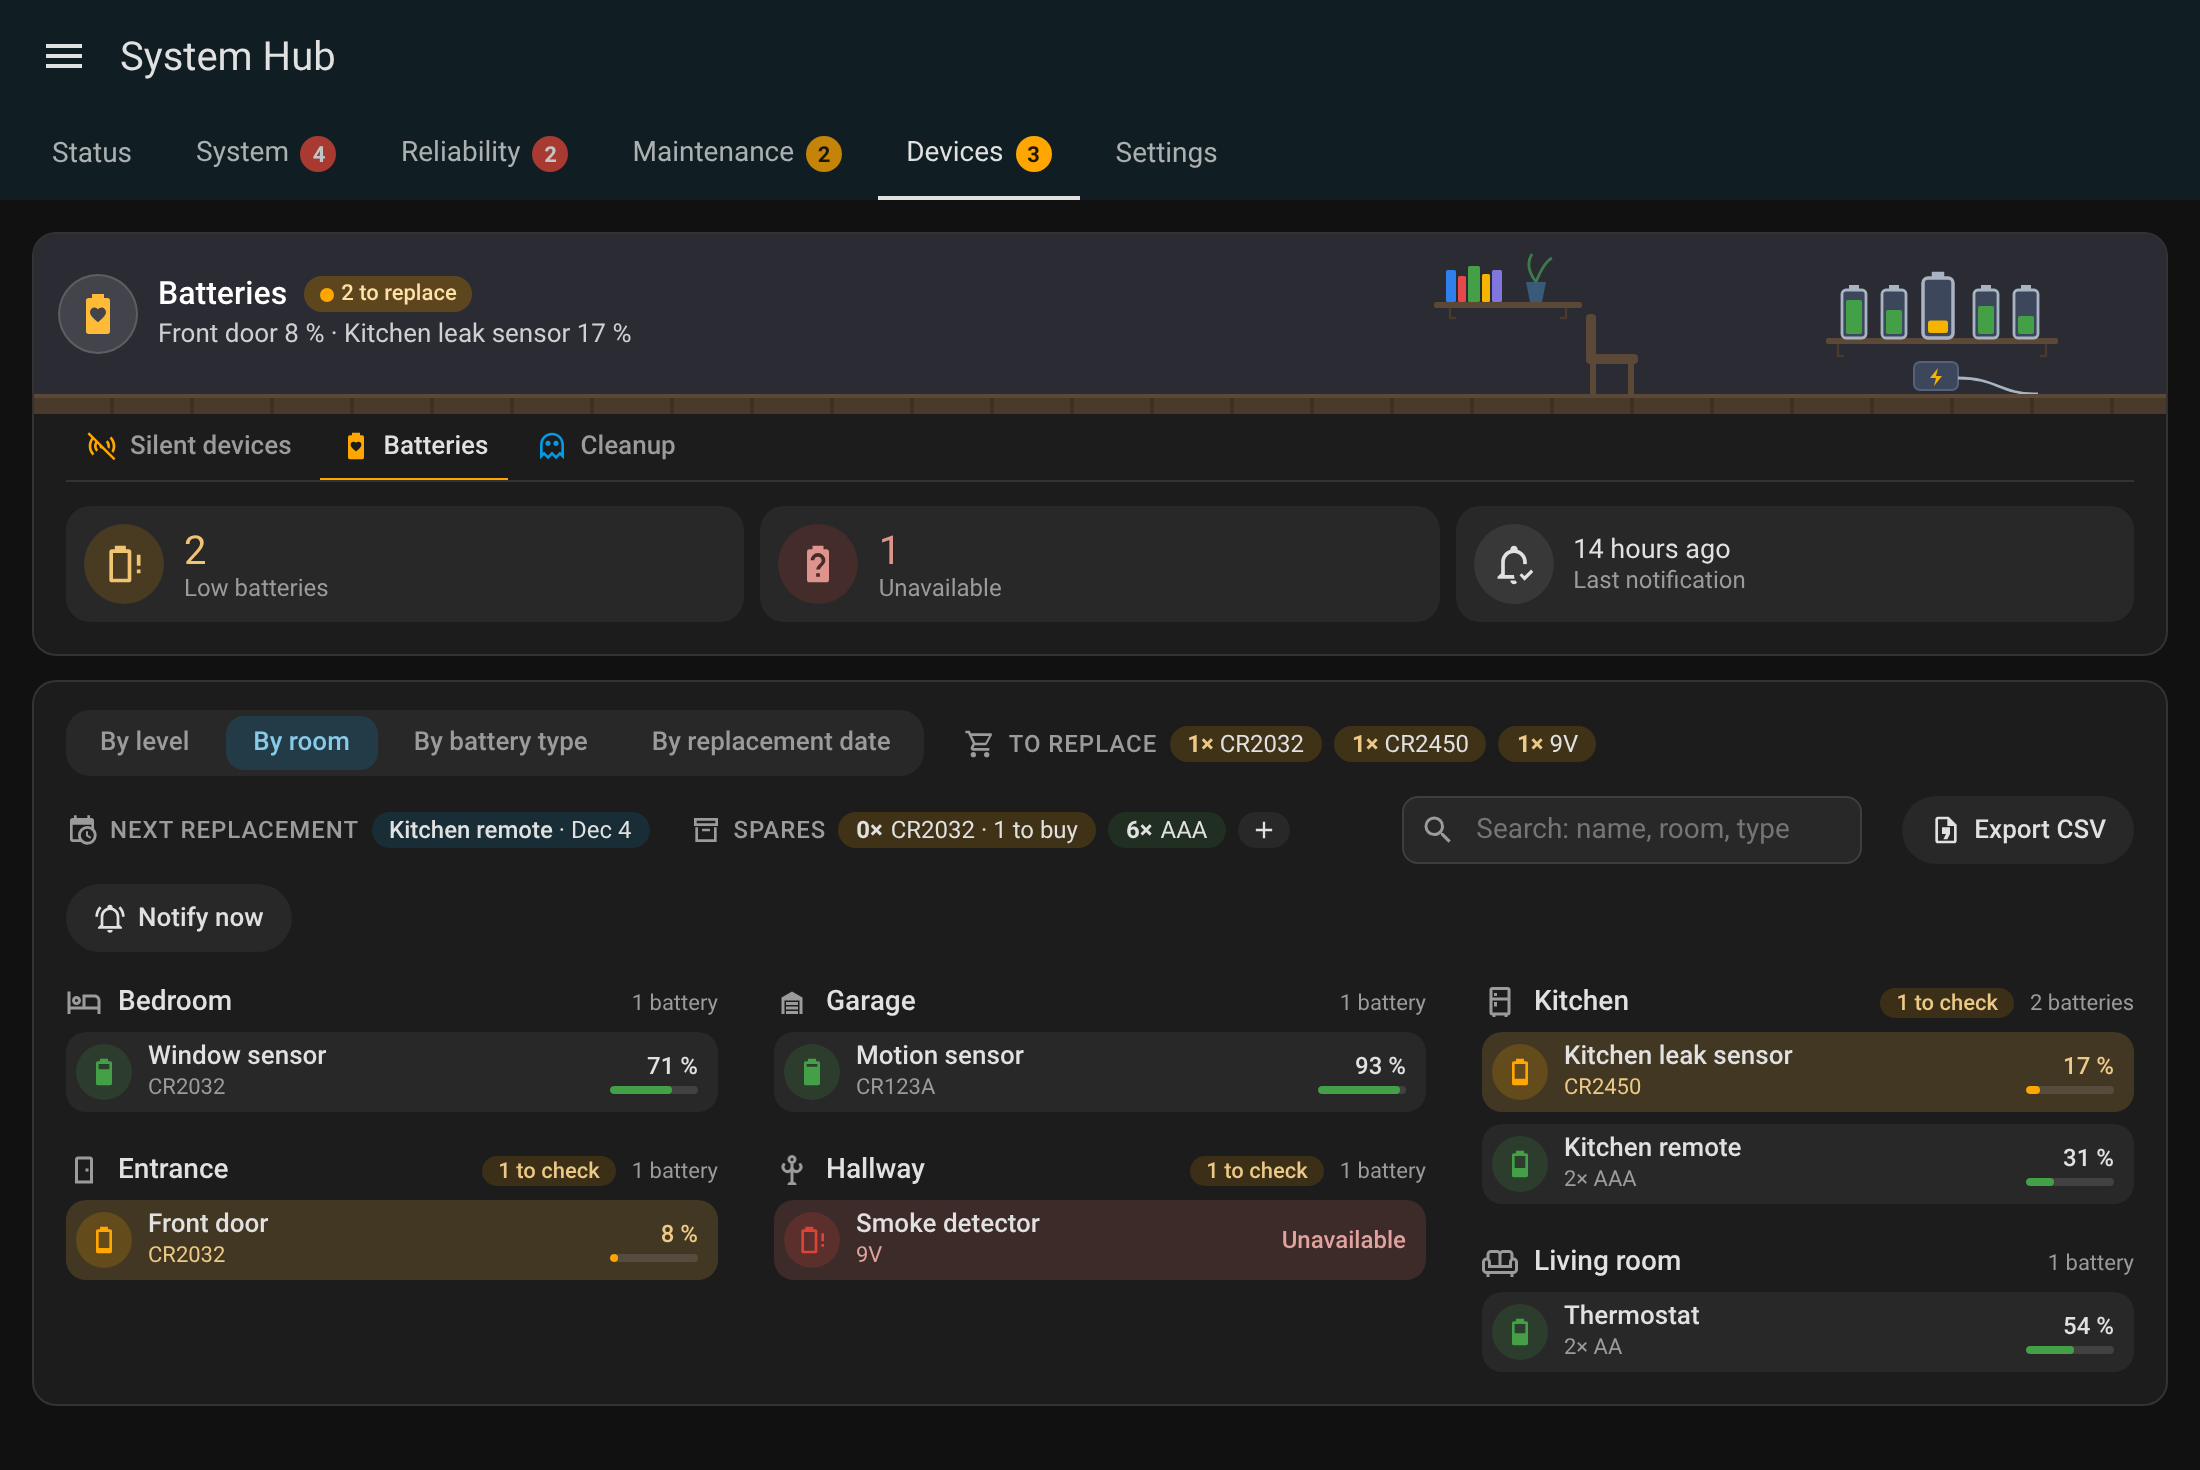 System Hub
Status System 4 Reliability 2 Maintenance 2 Devices 3 Settings
Batteries 2 to replace
Front door 8 % · Kitchen leak sensor 17 %
Silent devices Batteries Cleanup
2
Low batteries
1
Unavailable
14 hours ago
Last notification
By level By room By battery type By replacement date TO REPLACE 1× CR2032 1× CR2450 1× 9V
NEXT REPLACEMENT Kitchen remote · Dec 4 SPARES 0× CR2032 · 1 to buy 6× AAA + Search: name, room, type Export CSV
Notify now
Bedroom 1 battery
Window sensor
CR2032
71 %
Entrance 1 to check 1 battery
Front door
CR2032
8 %
Garage 1 battery
Motion sensor
CR123A
93 %
Hallway 1 to check 1 battery
Smoke detector
9V
Unavailable
Kitchen 1 to check 2 batteries
Kitchen leak sensor
CR2450
17 %
Kitchen remote
2× AAA
31 %
Living room 1 battery
Thermostat
2× AA
54 %